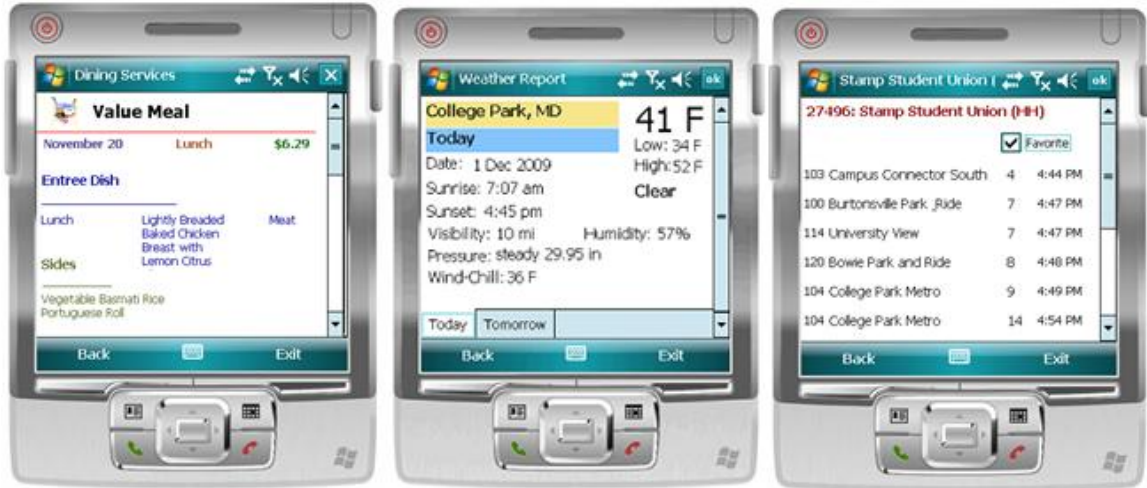 Dining Services
Value Meal
November 20 Lunch $6.29
Entree Dish
Lunch Lightly Breaded Meat
Baked Chicken
Breast with
Sides Lemon Citrus
Vegetable Basmati Rice
Portuguese Roll
Back Exit
Weather Report ok
College Park, MD 41 F
Today Low: 34 F
Date: 1 Dec 2009 High: 52 F
Sunrise: 7:07 am Clear
Sunset: 4:45 pm
Visibility: 10 mi Humidity: 57%
Pressure: steady 29.95 in
Wind-Chill: 36 F
Today Tomorrow
Back Exit
Stamp Student Union ( ok
27496: Stamp Student Union (HH)
Favorite
103 Campus Connector South 4 4:44 PM
100 Burtonsville Park_Ride 7 4:47 PM
114 University View 7 4:47 PM
120 Bowie Park and Ride 8 4:48 PM
104 College Park Metro 9 4:49 PM
104 College Park Metro 14 4:54 PM
Back Exit